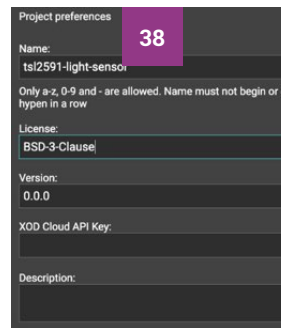 Project preferences
38
Name:
tsl2591-light-sensor
Only a-z, 0-9 and - are allowed. Name must not begin or
hypen in a row
License:
BSD-3-Clause
Version:
0.0.0
XOD Cloud API Key:
Description: